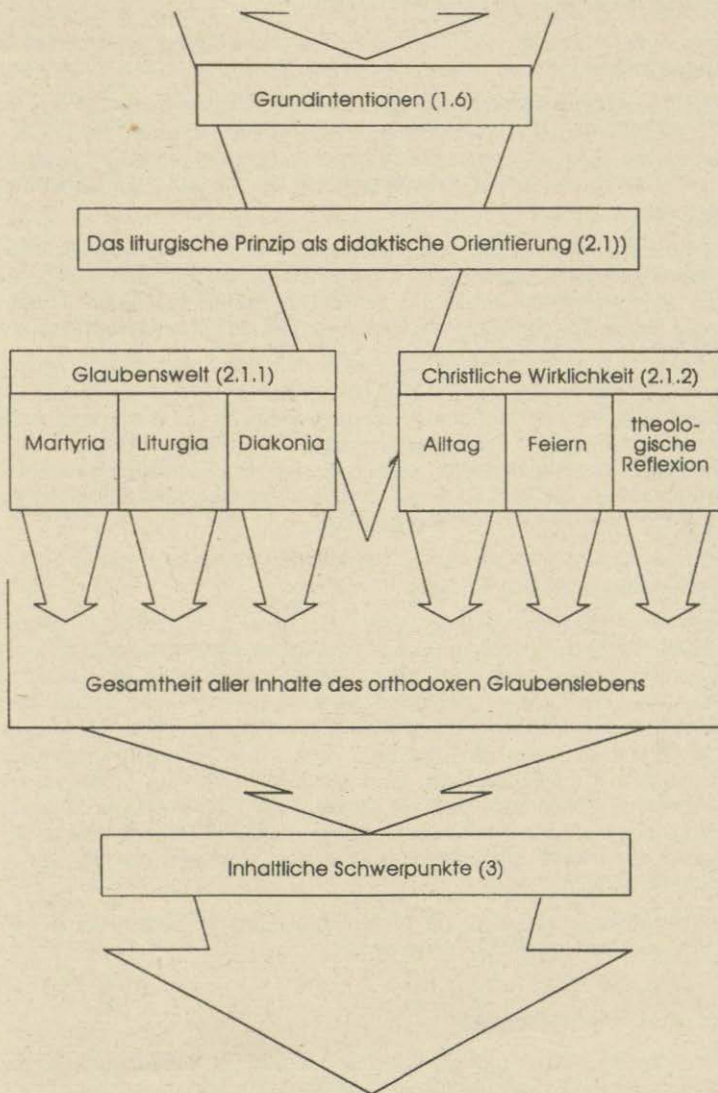 Grundintentionen (1.6)
Das liturgische Prinzip als didaktische Orientierung (2.1))
Glaubenswelt (2.1.1)
Martyria
Liturgia
Diakonia
Christliche Wirklichkeit (2.1.2)
Alltag
Feiern
theolo-
gische
Reflexion
Gesamtheit aller Inhalte des orthodoxen Glaubenslebens
Inhaltliche Schwerpunkte (3)